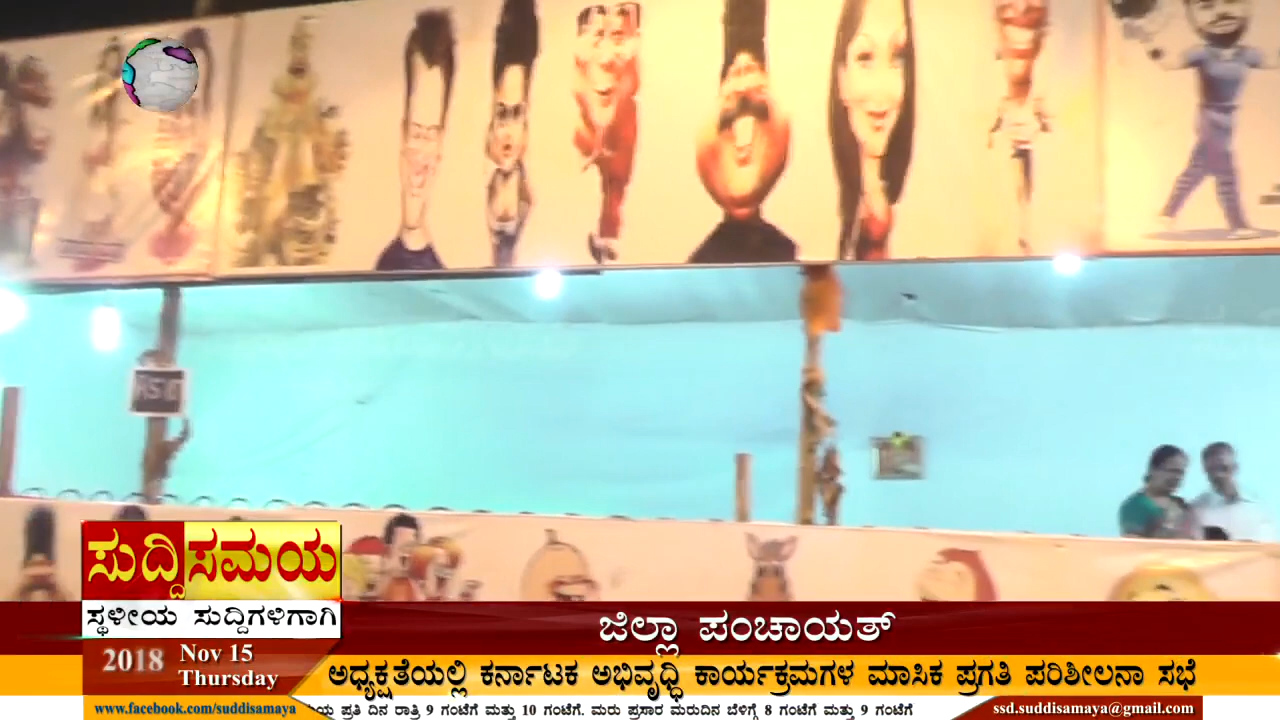 ಸುದ್ದಿಸಮಯ
ಸ್ಥಳೀಯ ಸುದ್ದಿಗಳಿಗಾಗಿ
ಜಿಲ್ಲಾ ಪಂಚಾಯತ್
2018 Nov 15 Thursday
ಅಧ್ಯಕ್ಷತೆಯಲ್ಲಿ ಕರ್ನಾಟಕ ಅಭಿವೃದ್ಧಿ ಕಾರ್ಯಕ್ರಮಗಳ ಮಾಸಿಕ ಪ್ರಗತಿ ಪರಿಶೀಲನಾ ಸಭೆ
www.facebook.com/suddisamaya ಪ್ರತಿ ದಿನ ರಾತ್ರಿ 9 ಗಂಟೆಗೆ ಮತ್ತು 10 ಗಂಟೆಗೆ. ಮರು ಪ್ರಸಾರ ಮರುದಿನ ಬೆಳಿಗ್ಗೆ 8 ಗಂಟೆಗೆ ಮತ್ತು 9 ಗಂಟೆಗೆ ssd.suddisamaya@gmail.com